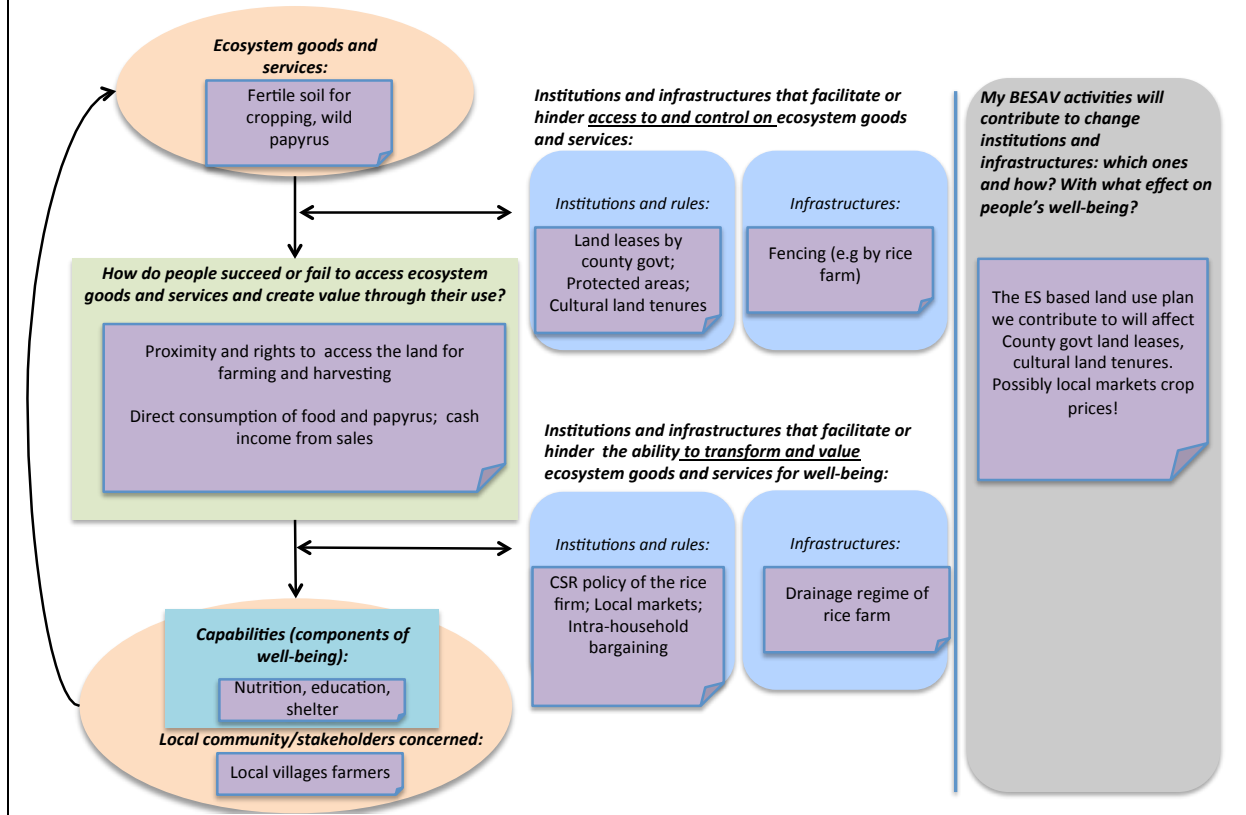 Ecosystem goods and
services:
Fertile soil for
cropping, wild
papyrus
How do people succeed or fail to access ecosystem
goods and services and create value through their use?
Proximity and rights to access the land for
farming and harvesting
Direct consumption of food and papyrus; cash
income from sales
Capabilities (components of
well-being):
Nutrition, education,
shelter
Local community/stakeholders concerned:
Local villages farmers
Institutions and infrastructures that facilitate or
hinder access to and control on ecosystem goods
and services:
Institutions and rules:
Land leases by
county govt;
Protected areas;
Cultural land tenures
Infrastructures:
Fencing (e.g by rice
farm)
Institutions and infrastructures that facilitate or
hinder the ability to transform and value
ecosystem goods and services for well-being:
Institutions and rules:
CSR policy of the rice
firm; Local markets;
Intra-household
bargaining
Infrastructures:
Drainage regime of
rice farm
My BESAV activities will
contribute to change
institutions and
infrastructures: which ones
and how? With what effect on
people's well-being?
The ES based land use plan
we contribute to will affect
County govt land leases,
cultural land tenures.
Possibly local markets crop
prices!